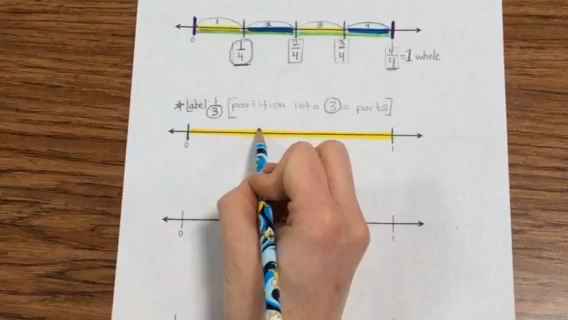 1 2 3 4
0 1/4 2/4 3/4 4/4 = 1 whole
* Label 1/3 [partition into 3 = parts]
0 1
0 1